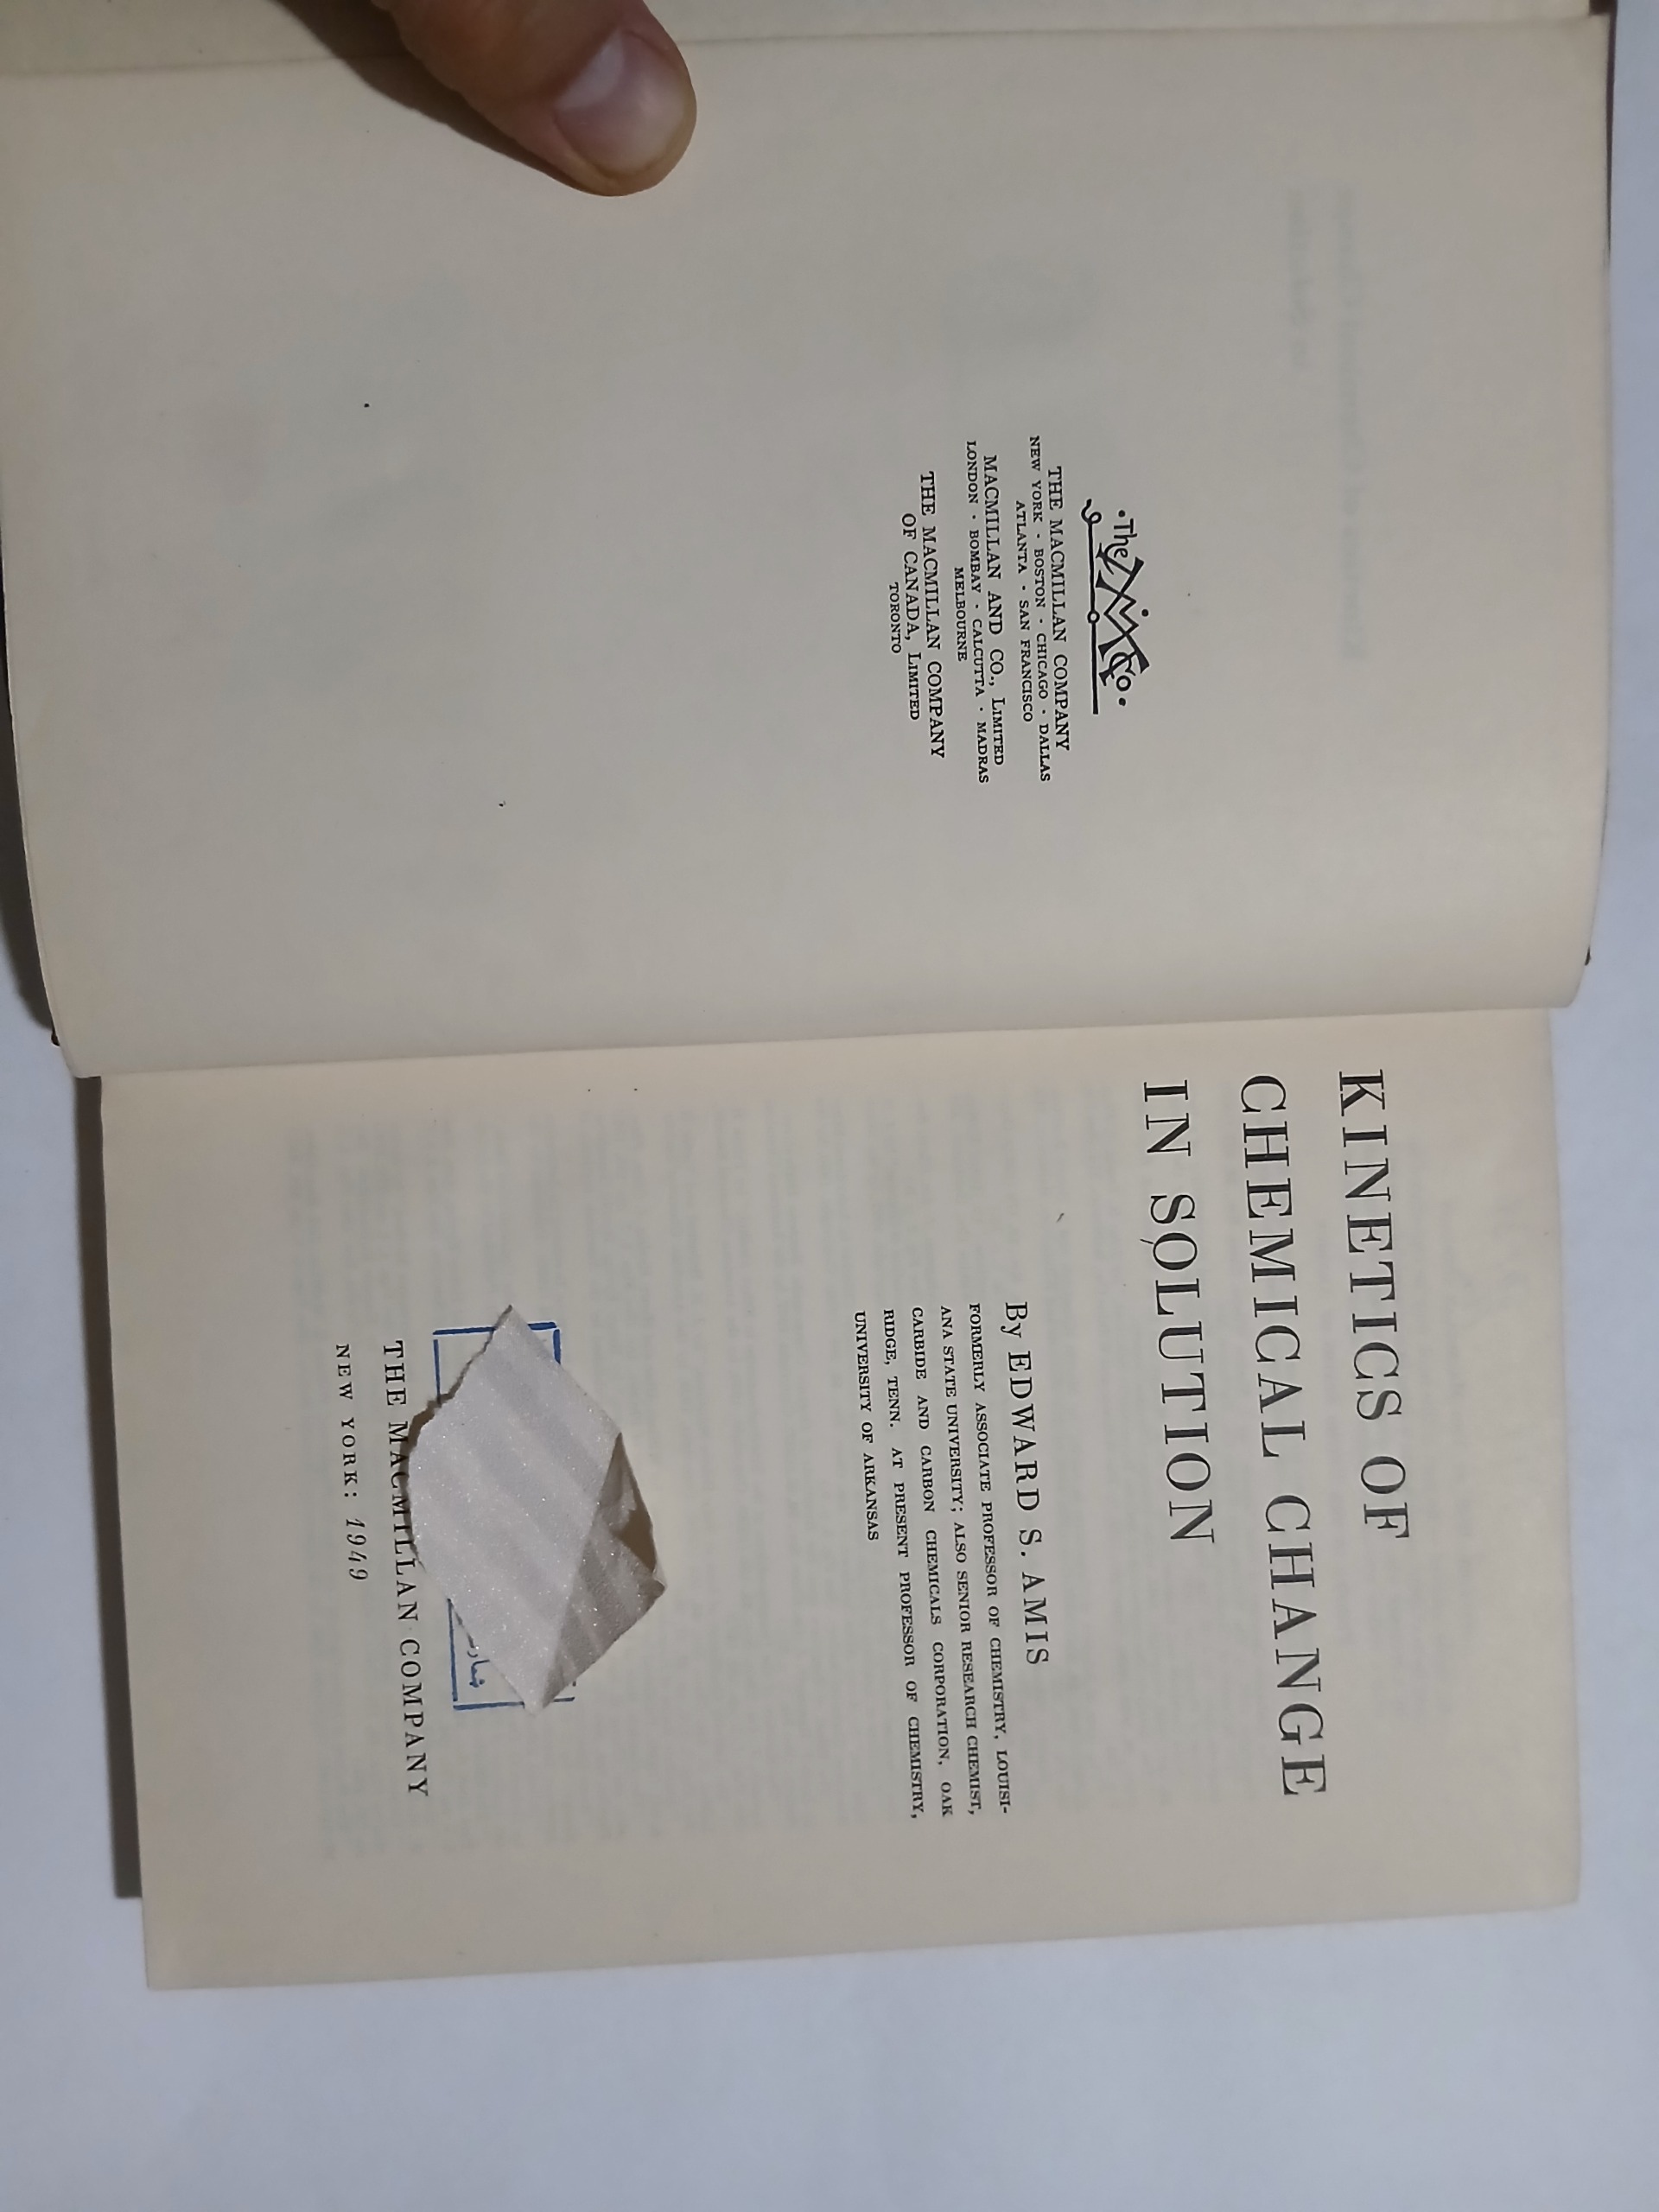 The M Co.
THE MACMILLAN COMPANY
NEW YORK · BOSTON · CHICAGO · DALLAS
ATLANTA · SAN FRANCISCO
MACMILLAN AND CO., LIMITED
LONDON · BOMBAY · CALCUTTA · MADRAS
MELBOURNE
THE MACMILLAN COMPANY
OF CANADA, LIMITED
TORONTO
KINETICS OF
CHEMICAL CHANGE
IN SOLUTION
By EDWARD S. AMIS
FORMERLY ASSOCIATE PROFESSOR OF CHEMISTRY, LOUISI-
ANA STATE UNIVERSITY; ALSO SENIOR RESEARCH CHEMIST,
CARBIDE AND CARBON CHEMICALS CORPORATION, OAK
RIDGE, TENN. AT PRESENT PROFESSOR OF CHEMISTRY,
UNIVERSITY OF ARKANSAS
THE MACMILLAN COMPANY
NEW YORK: 1949